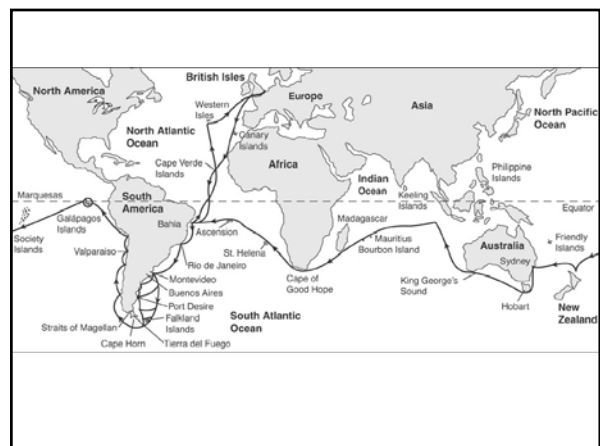 British Isles
North America
Western
Isles
Europe
Asia
North Pacific
Ocean
North Atlantic
Ocean
Canary
Islands
Cape Verde
Islands
Africa
Indian
Ocean
Philippine
Islands
Keeling
Islands
Marquesas
South
America
Equator
Galápagos
Islands
Bahia
Ascension
Madagascar
Society
Islands
Valparaiso
St. Helena
Mauritius
Bourbon Island
Australia
Sydney
Friendly
Islands
Rio de Janeiro
Montevideo
Buenos Aires
Port Desire
Falkland
Islands
Cape of
Good Hope
King George's
Sound
Hobart
New
Zealand
South Atlantic
Ocean
Straits of Magellan
Cape Horn
Tierra del Fuego